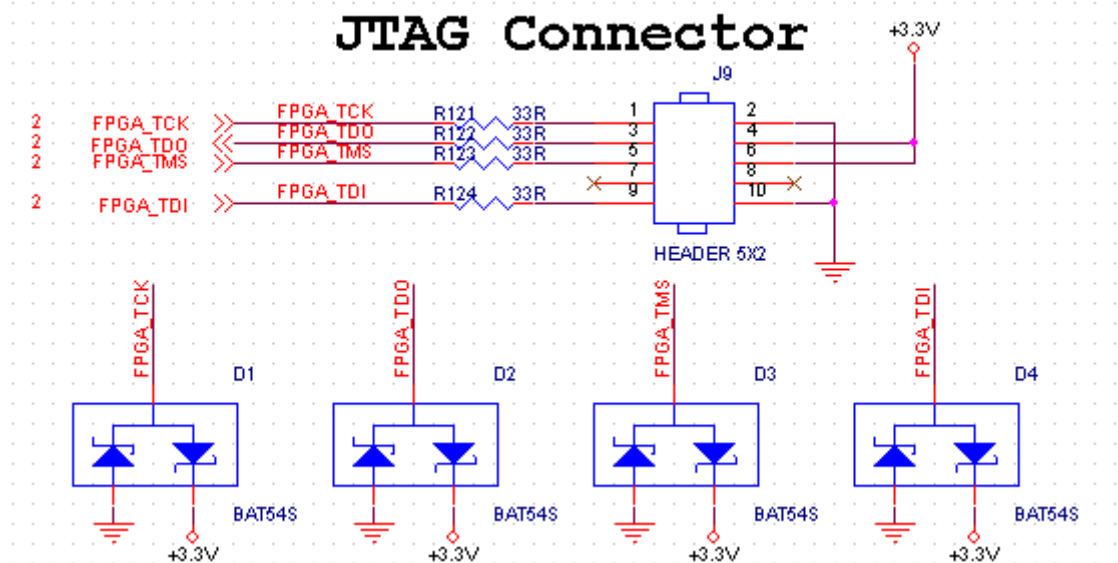 JTAG Connector
+3.3V
J9
2 FPGA_TCK FPGA_TCK R121 33R 1 2
2 FPGA_TDO FPGA_TDO R122 33R 3 4
2 FPGA_TMS FPGA_TMS R123 33R 5 6
7 8
2 FPGA_TDI FPGA_TDI R124 33R 9 10
HEADER 5X2
FPGA_TCK FPGA_TDO FPGA_TMS FPGA_TDI
D1 D2 D3 D4
BAT54S BAT54S BAT54S BAT54S
+3.3V +3.3V +3.3V +3.3V